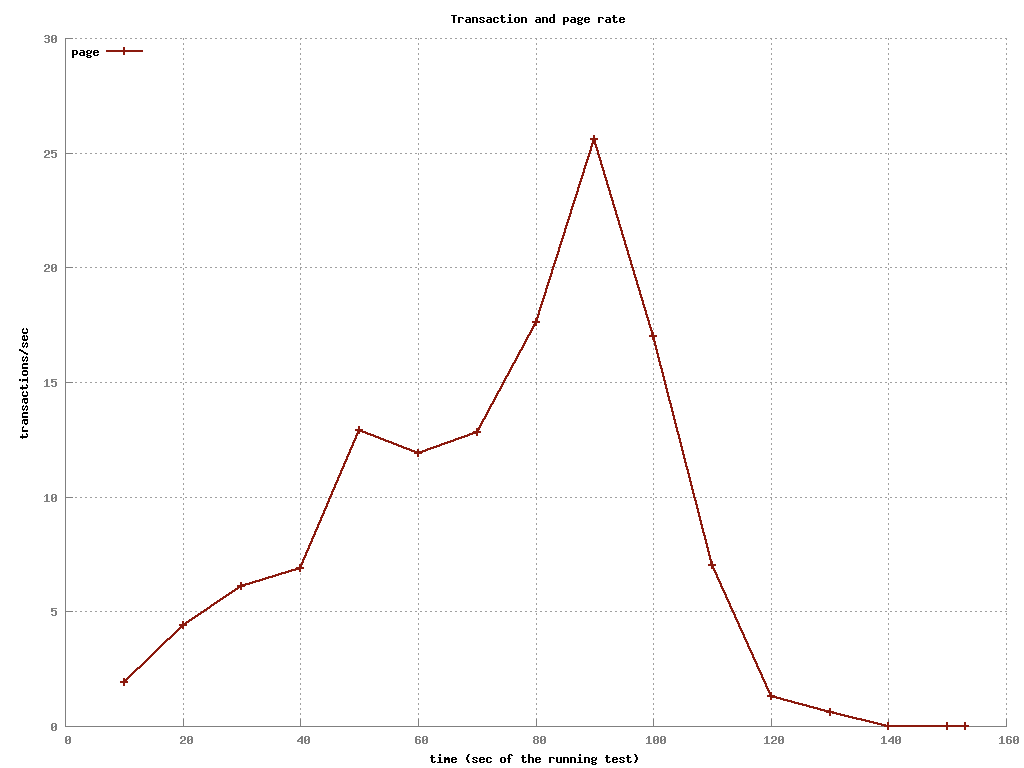 Transaction and page rate
30
page
25
20
15
10
5
0
transactions/sec
0 20 40 60 80 100 120 140 160
time (sec of the running test)